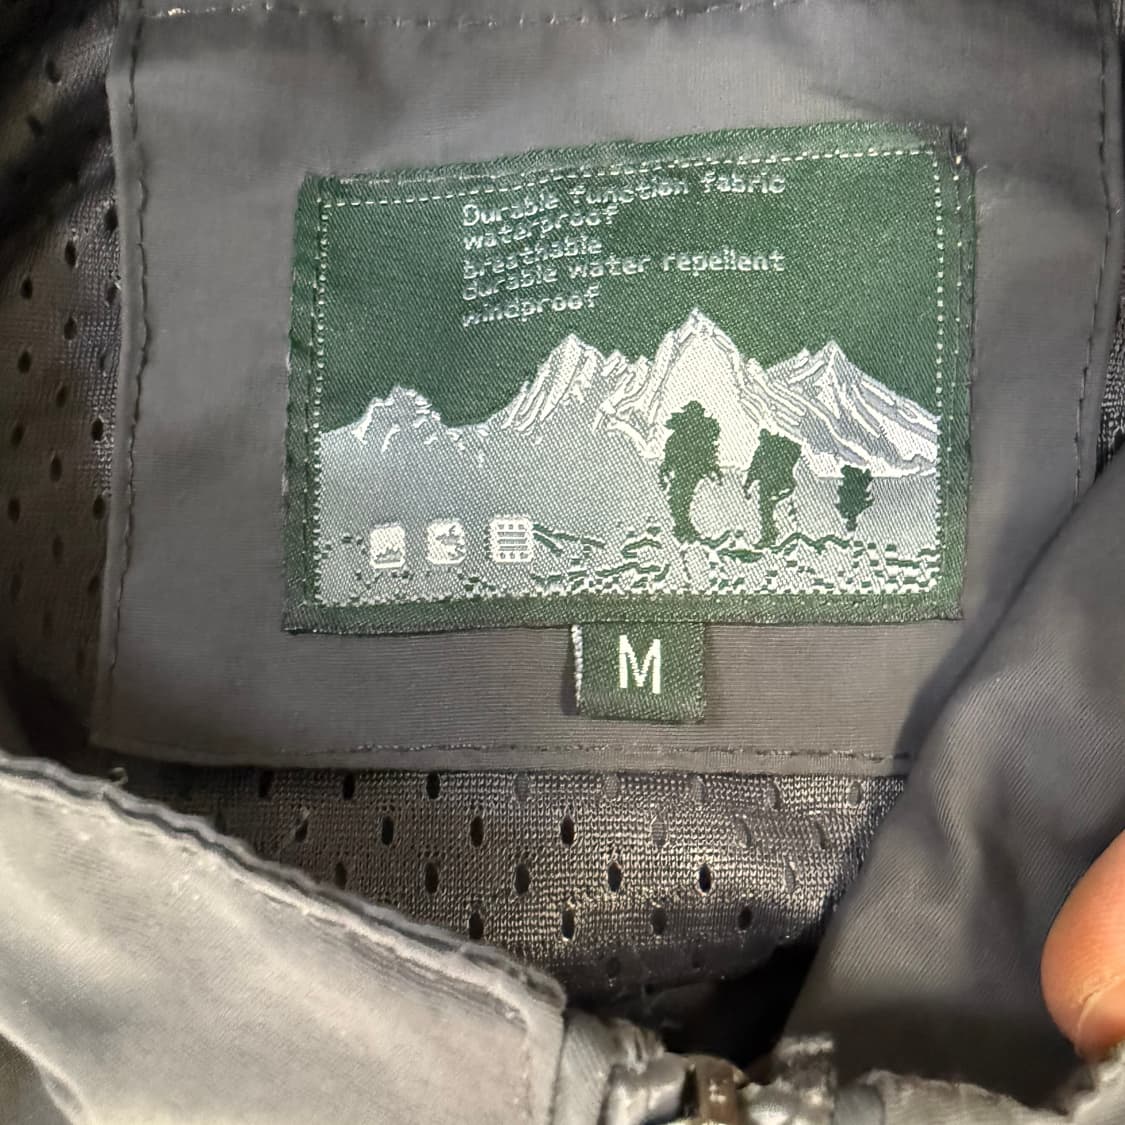 Durable function fabric
waterproof
breathable
durable water repellent
windproof
M